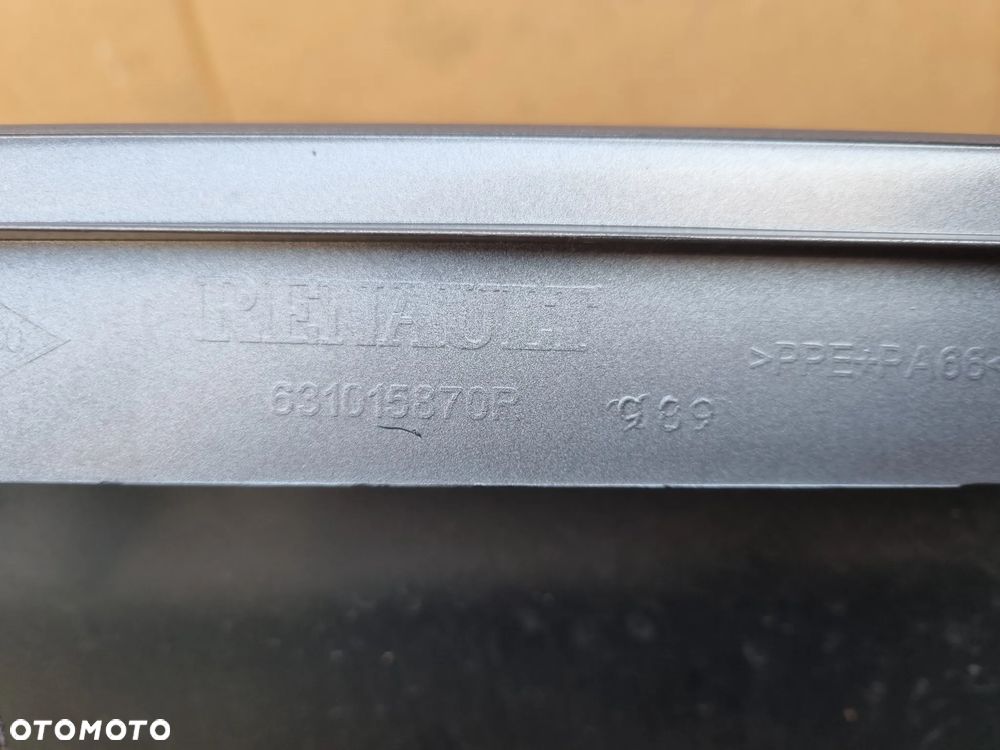 RENAULT
>PPE+PA66<
631015870R
OTOMOTO